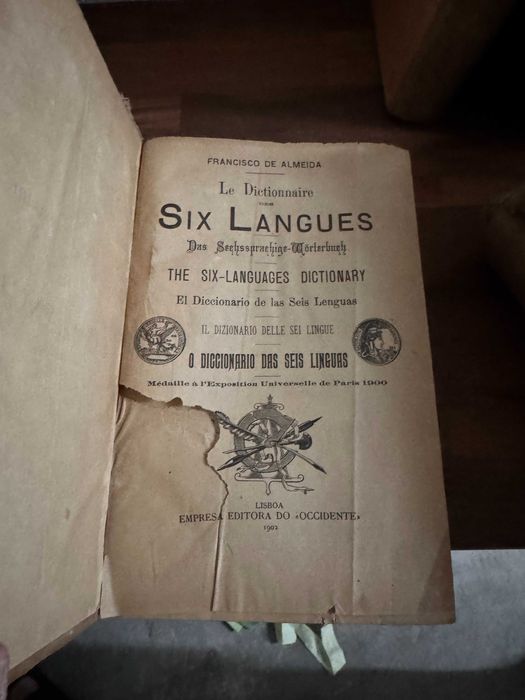 FRANCISCO DE ALMEIDA
Le Dictionnaire
DES
SIX LANGUES
Das Sechssprachige-Wörterbuch
THE SIX-LANGUAGES DICTIONARY
El Diccionario de las Seis Lenguas
IL DIZIONARIO DELLE SEI LINGUE
O DICCIONARIO DAS SEIS LINGUAS
Médaille à l'Exposition Universelle de Paris 1900
LISBOA
EMPRESA EDITORA DO «OCCIDENTE»
1902